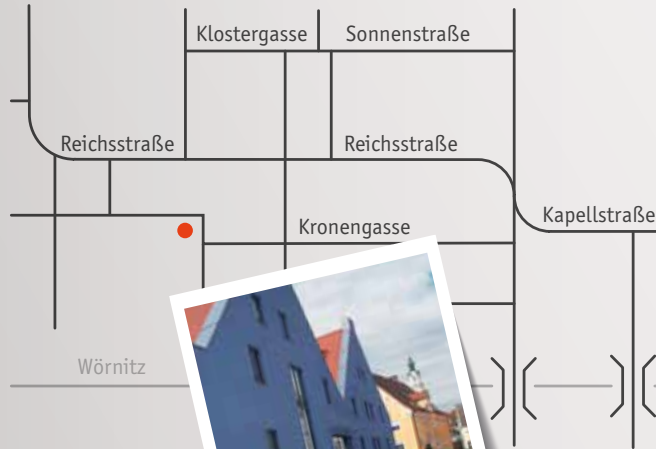 Klostergasse
Sonnenstraße
Reichsstraße
Reichsstraße
Kapellstraße
Kronengasse
Wörnitz